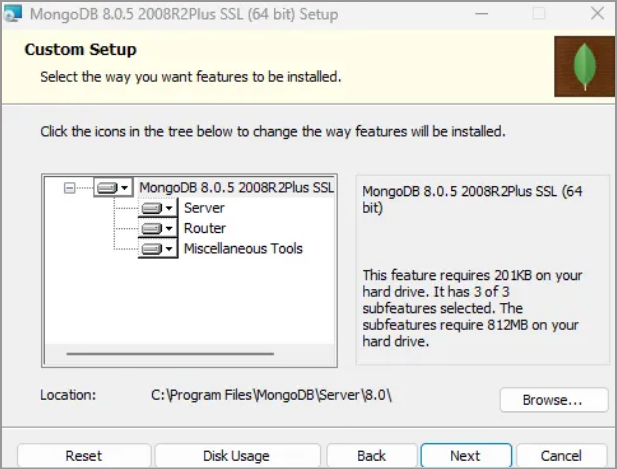 MongoDB 8.0.5 2008R2Plus SSL (64 bit) Setup
Custom Setup
Select the way you want features to be installed.
Click the icons in the tree below to change the way features will be installed.
MongoDB 8.0.5 2008R2Plus SSL
Server
Router
Miscellaneous Tools
MongoDB 8.0.5 2008R2Plus SSL (64
bit)
This feature requires 201KB on your
hard drive. It has 3 of 3
subfeatures selected. The
subfeatures require 812MB on your
hard drive.
Location: C:\Program Files\MongoDB\Server\8.0\
Browse...
Reset Disk Usage Back Next Cancel